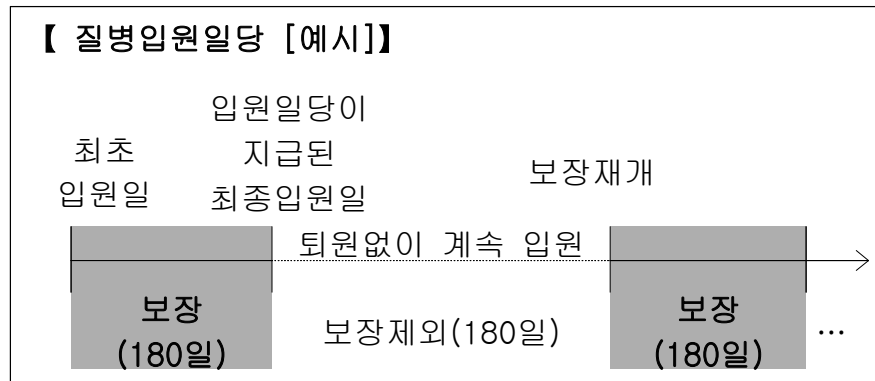 【 질병입원일당 [예시]】
최초
입원일
입원일당이
지급된
최종입원일
보장재개
퇴원없이 계속 입원
보장
(180일)
보장제외(180일)
보장
(180일)
…